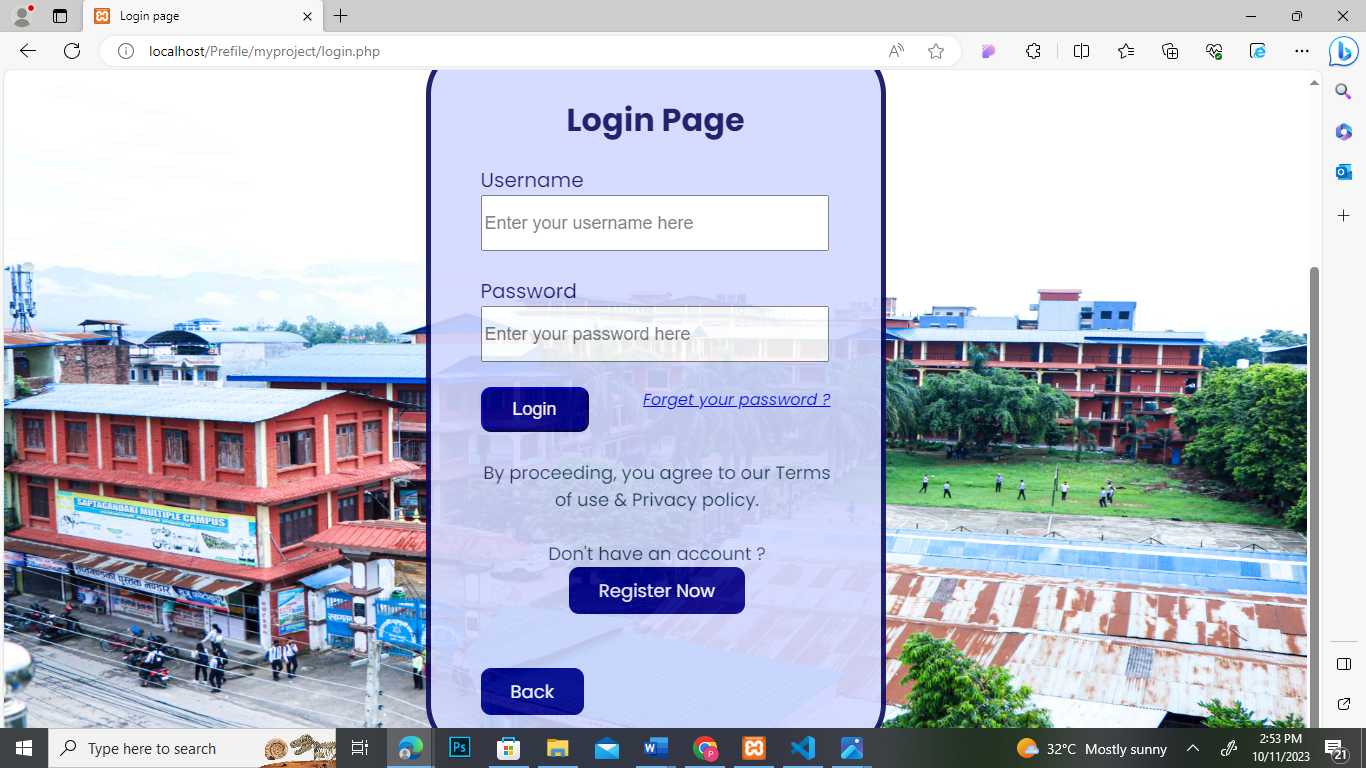 Login page
localhost/Prefile/myproject/login.php
Login Page
Username
Enter your username here
Password
Enter your password here
Login
Forget your password ?
By proceeding, you agree to our Terms
of use & Privacy policy.
Don't have an account ?
Register Now
Back
SAPTAGANDAKI MULTIPLE CAMPUS
Type here to search
Ps
32°C Mostly sunny
2:53 PM
10/11/2023
21